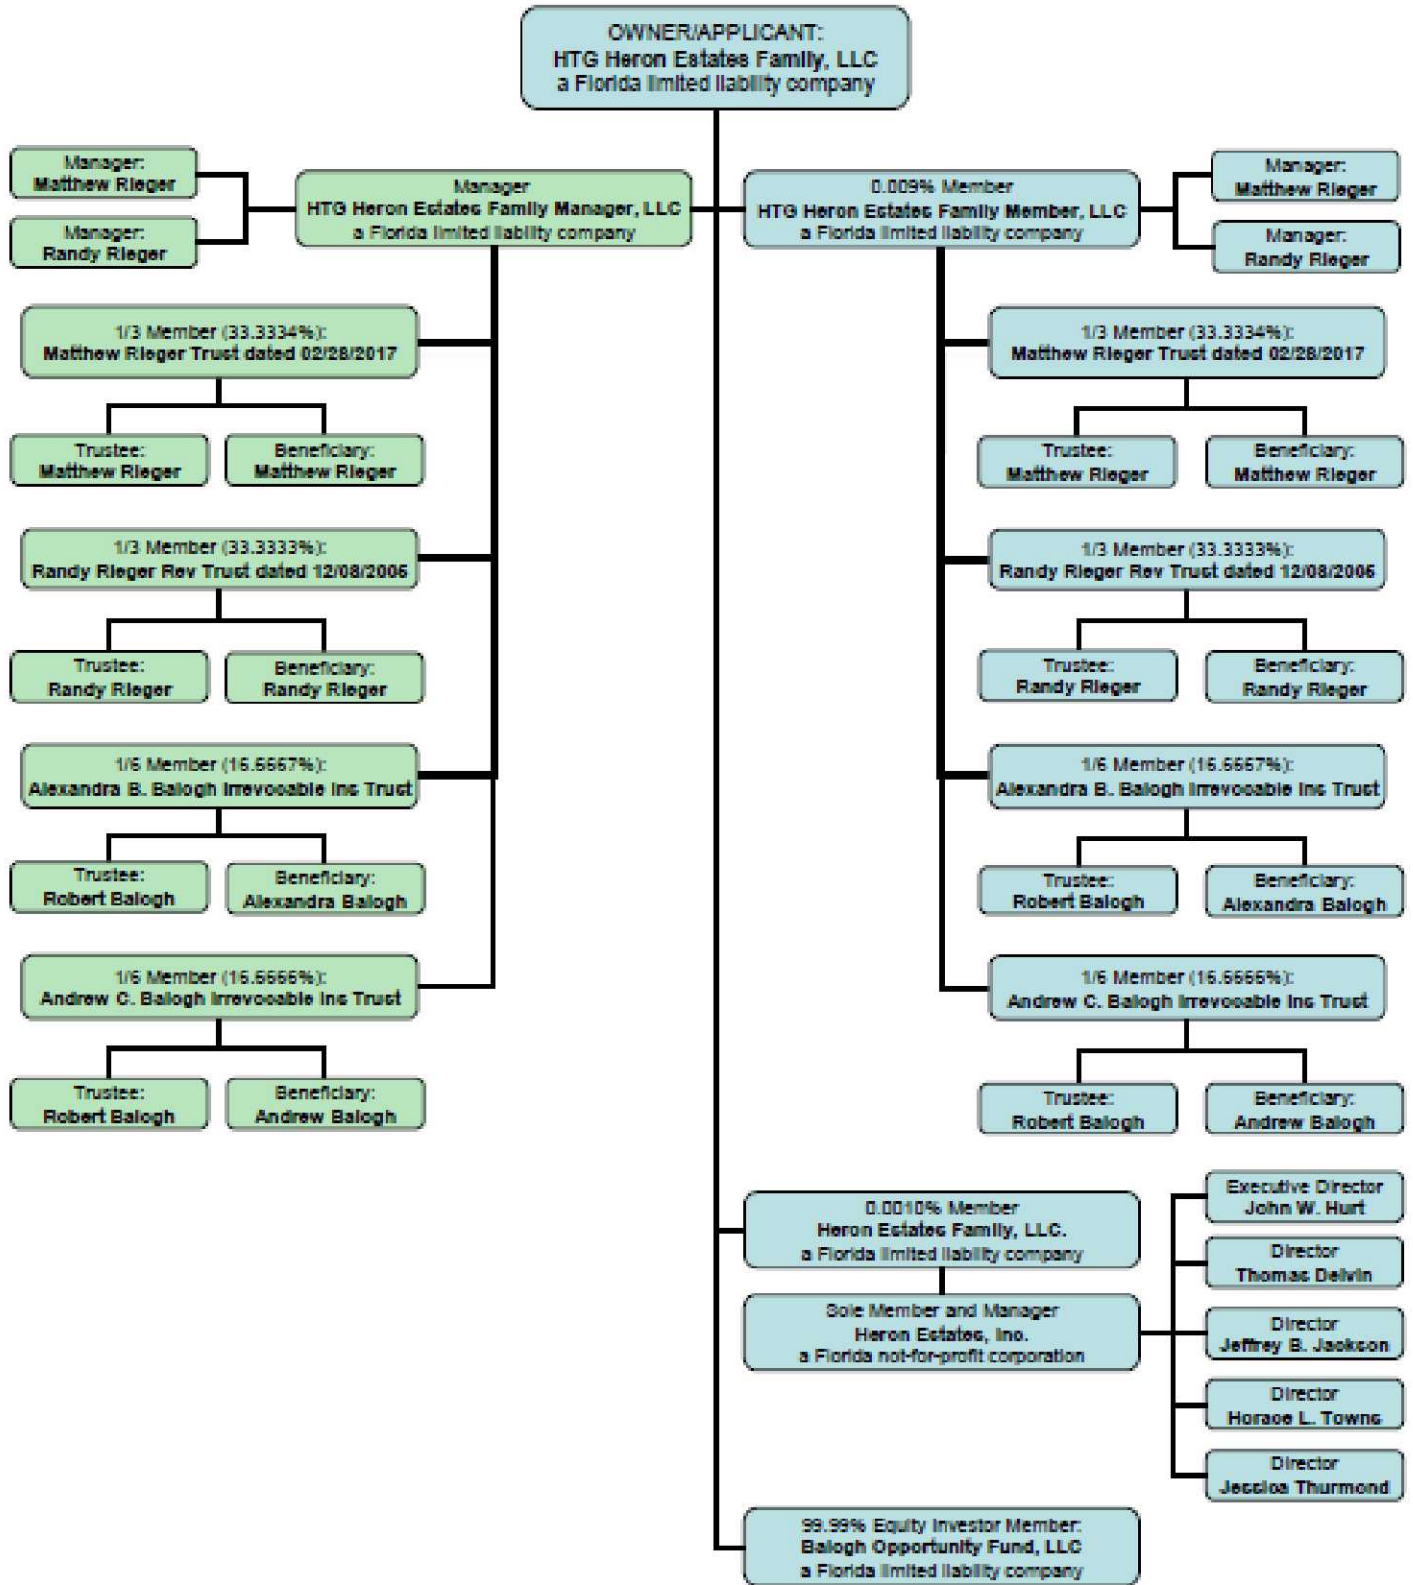 OWNER/APPLICANT:
HTG Heron Estates Family, LLC
a Florida limited liability company
Manager:
Matthew Rieger
Manager:
Randy Rieger
Manager
HTG Heron Estates Family Manager, LLC
a Florida limited liability company
0.009% Member
HTG Heron Estates Family Member, LLC
a Florida limited liability company
Manager:
Matthew Rieger
Manager:
Randy Rieger
1/3 Member (33.3334%):
Matthew Rieger Trust dated 02/28/2017
Trustee:
Matthew Rieger
Beneficiary:
Matthew Rieger
1/3 Member (33.3333%):
Randy Rieger Rev Trust dated 12/08/2005
Trustee:
Randy Rieger
Beneficiary:
Randy Rieger
1/6 Member (16.6667%):
Alexandra B. Balogh Irrevocable Ins Trust
Trustee:
Robert Balogh
Beneficiary:
Alexandra Balogh
1/6 Member (16.6666%):
Andrew C. Balogh Irrevocable Ins Trust
Trustee:
Robert Balogh
Beneficiary:
Andrew Balogh
1/3 Member (33.3334%):
Matthew Rieger Trust dated 02/28/2017
Trustee:
Matthew Rieger
Beneficiary:
Matthew Rieger
1/3 Member (33.3333%):
Randy Rieger Rev Trust dated 12/08/2005
Trustee:
Randy Rieger
Beneficiary:
Randy Rieger
1/6 Member (16.6667%):
Alexandra B. Balogh Irrevocable Ins Trust
Trustee:
Robert Balogh
Beneficiary:
Alexandra Balogh
1/6 Member (16.6666%):
Andrew C. Balogh Irrevocable Ins Trust
Trustee:
Robert Balogh
Beneficiary:
Andrew Balogh
0.0010% Member
Heron Estates Family, LLC.
a Florida limited liability company
Sole Member and Manager
Heron Estates, Inc.
a Florida not-for-profit corporation
Executive Director
John W. Hurt
Director
Thomas Delvin
Director
Jeffrey B. Jackson
Director
Horace L. Towns
Director
Jessica Thurmond
99.99% Equity Investor Member:
Balogh Opportunity Fund, LLC
a Florida limited liability company